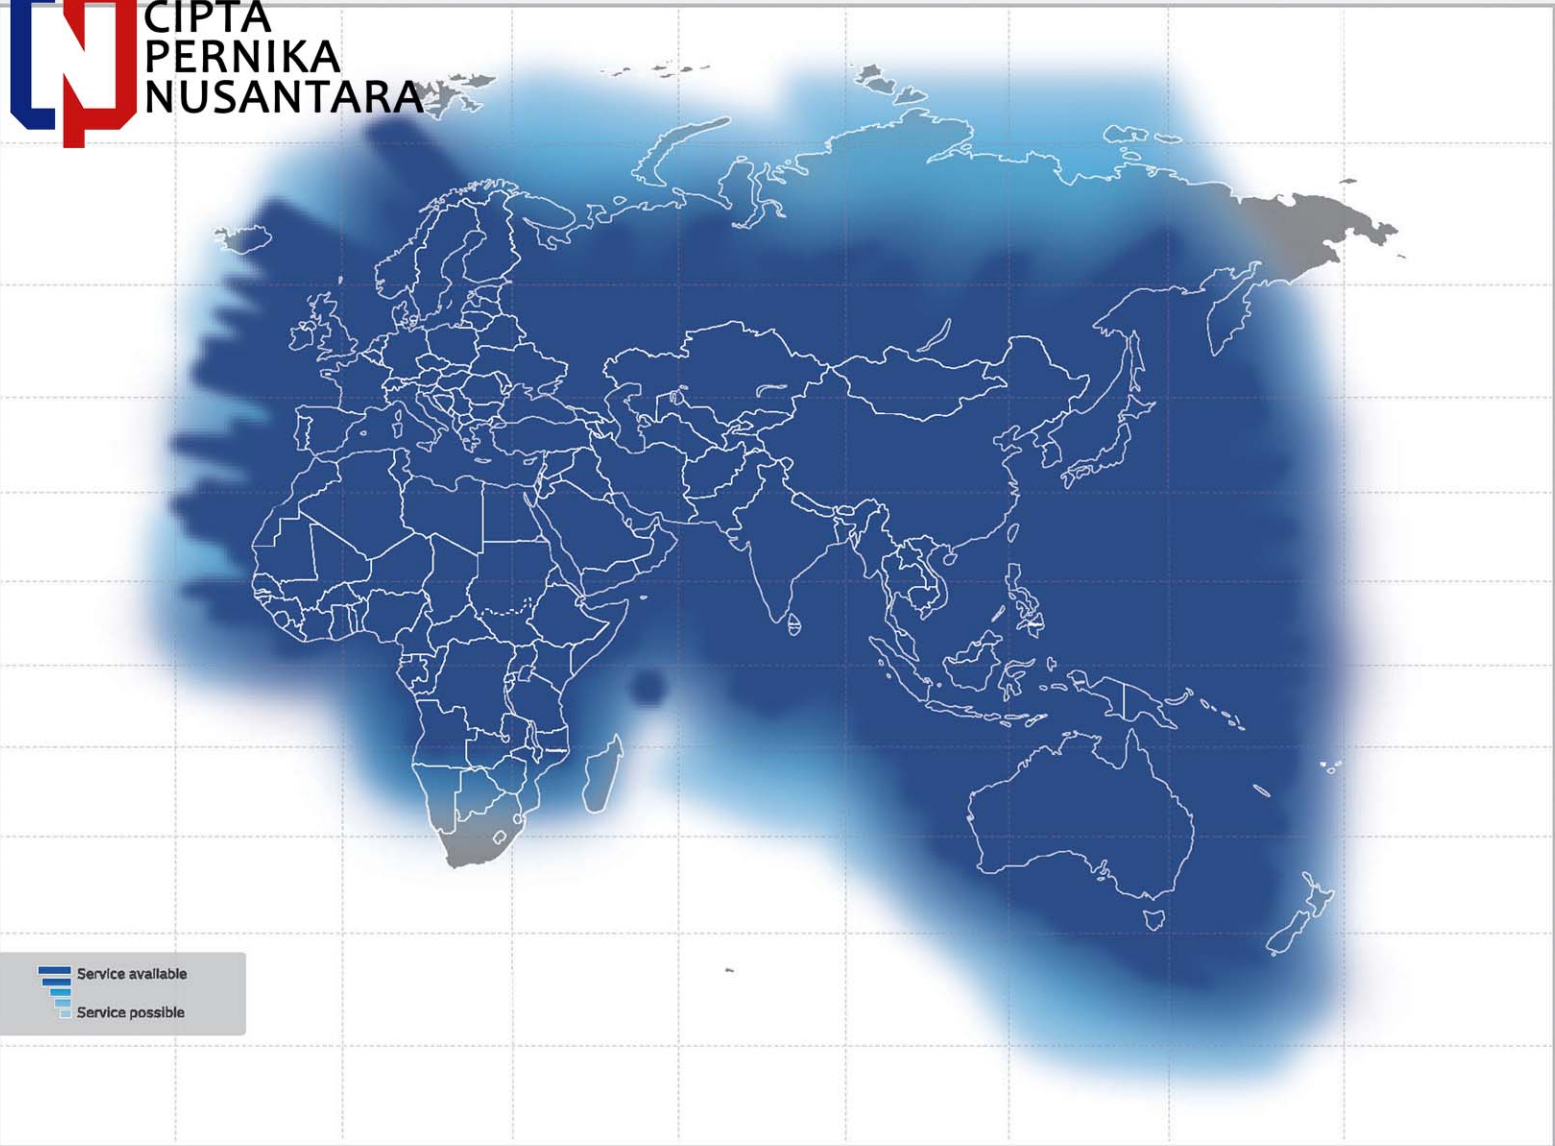 CIPTA
PERNIKA
NUSANTARA
Service available
Service possible